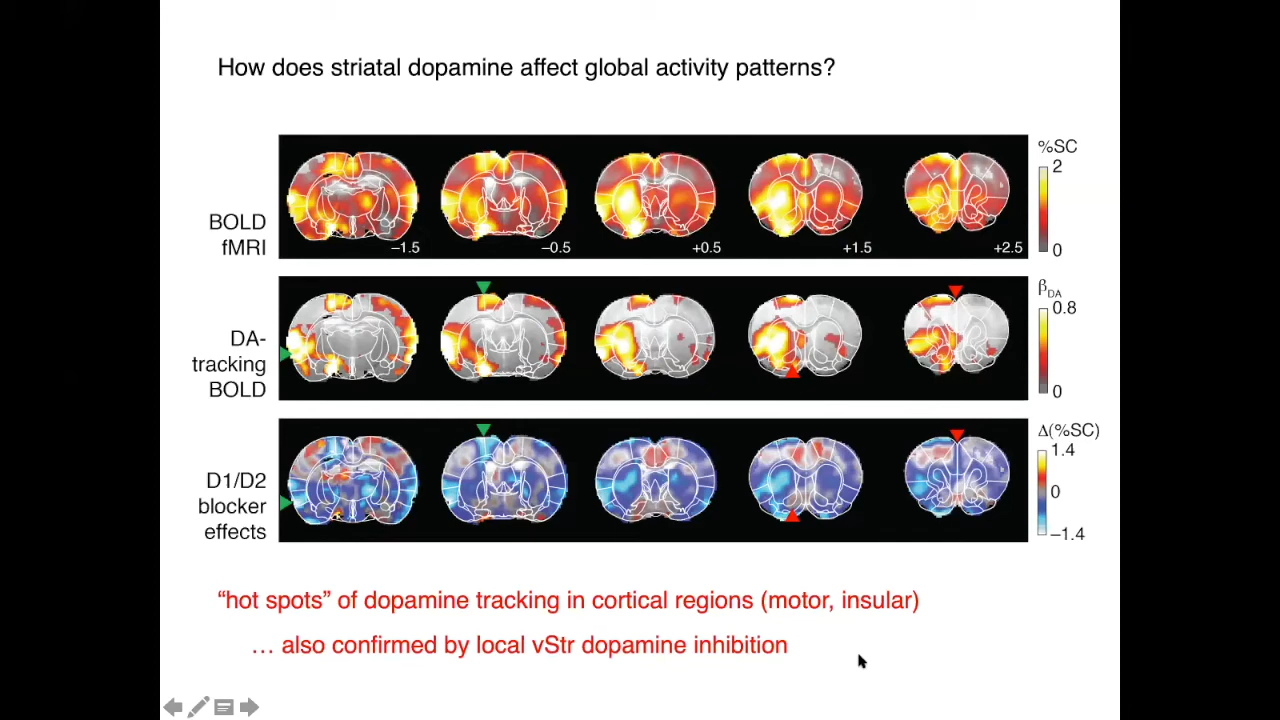 How does striatal dopamine affect global activity patterns?
%SC
2
BOLD
fMRI
0
–1.5
–0.5
+0.5
+1.5
+2.5
βDA
0.8
DA-
tracking
BOLD
0
Δ(%SC)
1.4
D1/D2
blocker
effects
0
–1.4
“hot spots” of dopamine tracking in cortical regions (motor, insular)
… also confirmed by local vStr dopamine inhibition